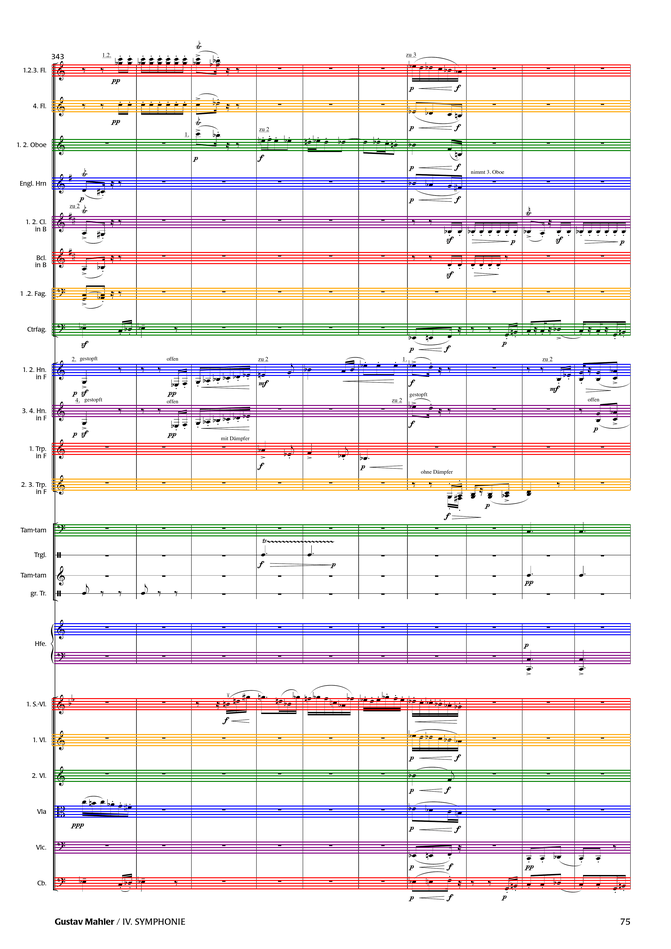 343
1.2.
zu 3
1.2.3. Fl.
pp
p f
4. Fl.
pp
p f
1.
zu 2
1. 2. Oboe
p f p f
nimmt 3. Oboe
Engl. Hrn
p p f
zu 2
1. 2. Cl.
in B
sf p sf p
Bcl.
in B
sf
1 .2. Fag.
Ctrfag.
sf p f p
2. gestopft offen zu 2 1. zu 2
1. 2. Hn.
in F
p sf pp mf f mf
4. gestopft offen zu 2 gestopft offen
3. 4. Hn.
in F
p sf pp f p
mit Dämpfer
1. Trp.
in F
f p
ohne Dämpfer
2. 3. Trp.
in F
f p
Tam-tam
tr
Trgl.
f p
Tam-tam
pp
gr. Tr.
Hfe.
p
1. S.-Vl.
f
1. Vl.
p f
2. Vl.
p f
Vla
ppp p f
Vlc.
p f pp
Cb.
p f p
Gustav Mahler / IV. SYMPHONIE 75